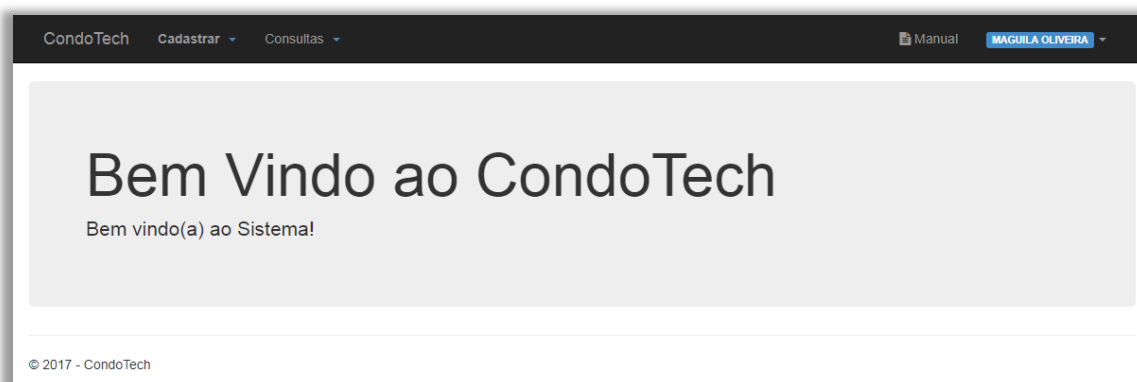 CondoTech Cadastrar Consultas Manual MAGUILA OLIVEIRA
Bem Vindo ao CondoTech
Bem vindo(a) ao Sistema!
© 2017 - CondoTech